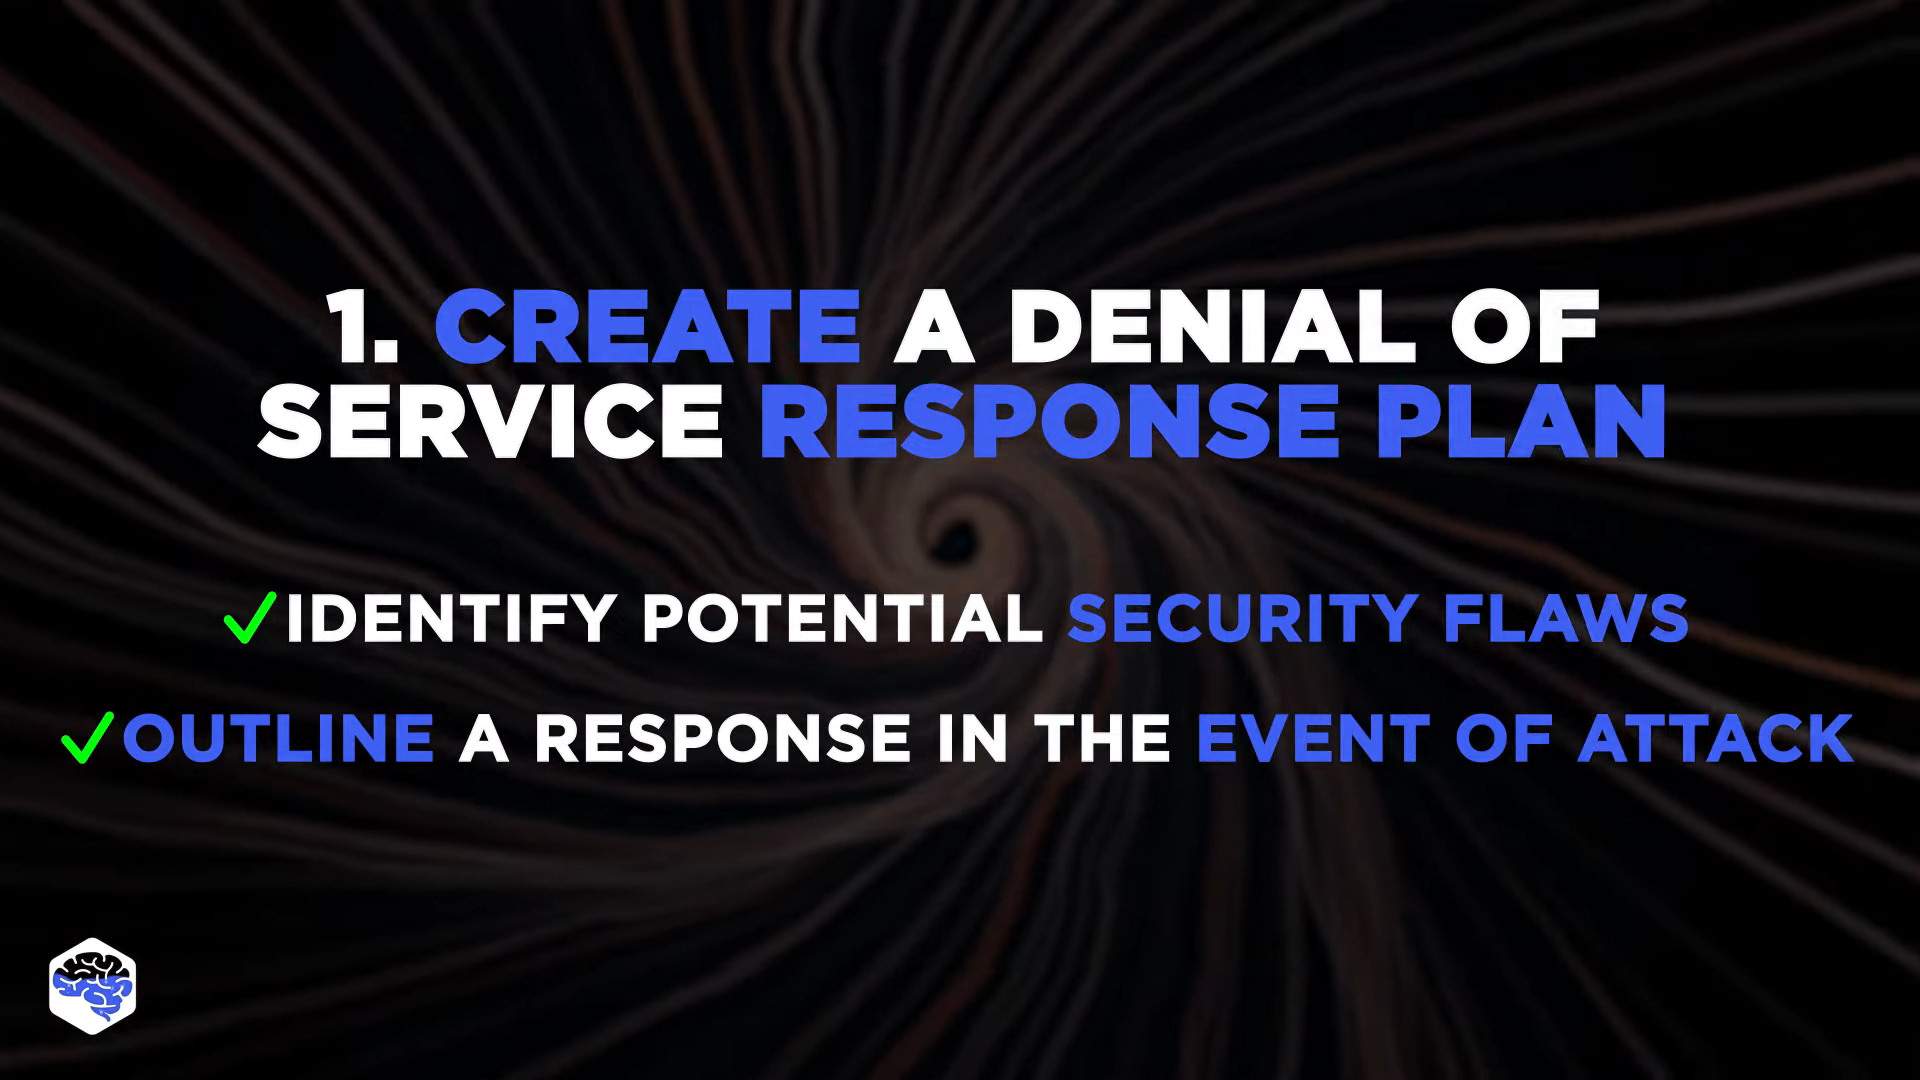 1. CREATE A DENIAL OF
SERVICE RESPONSE PLAN
IDENTIFY POTENTIAL SECURITY FLAWS
OUTLINE A RESPONSE IN THE EVENT OF ATTACK